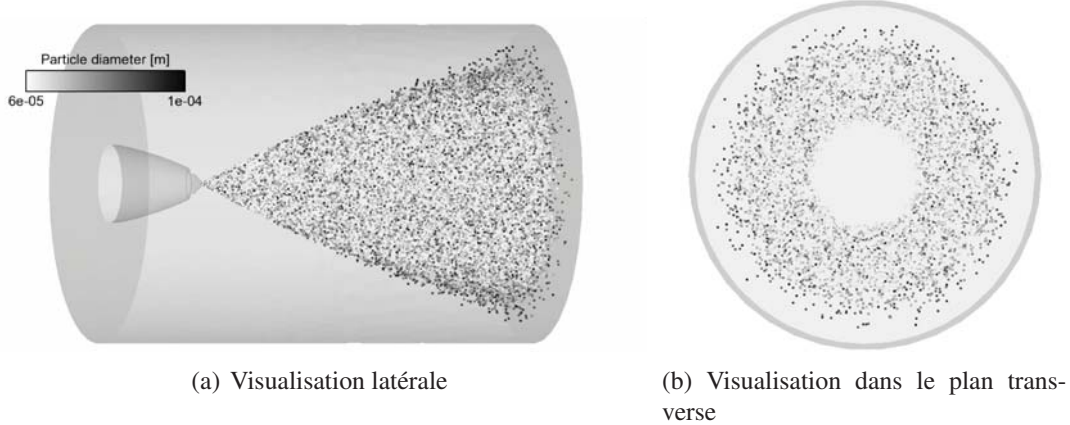 Particle diameter [m]
6e-05 1e-04
(a) Visualisation latérale
(b) Visualisation dans le plan trans-
verse